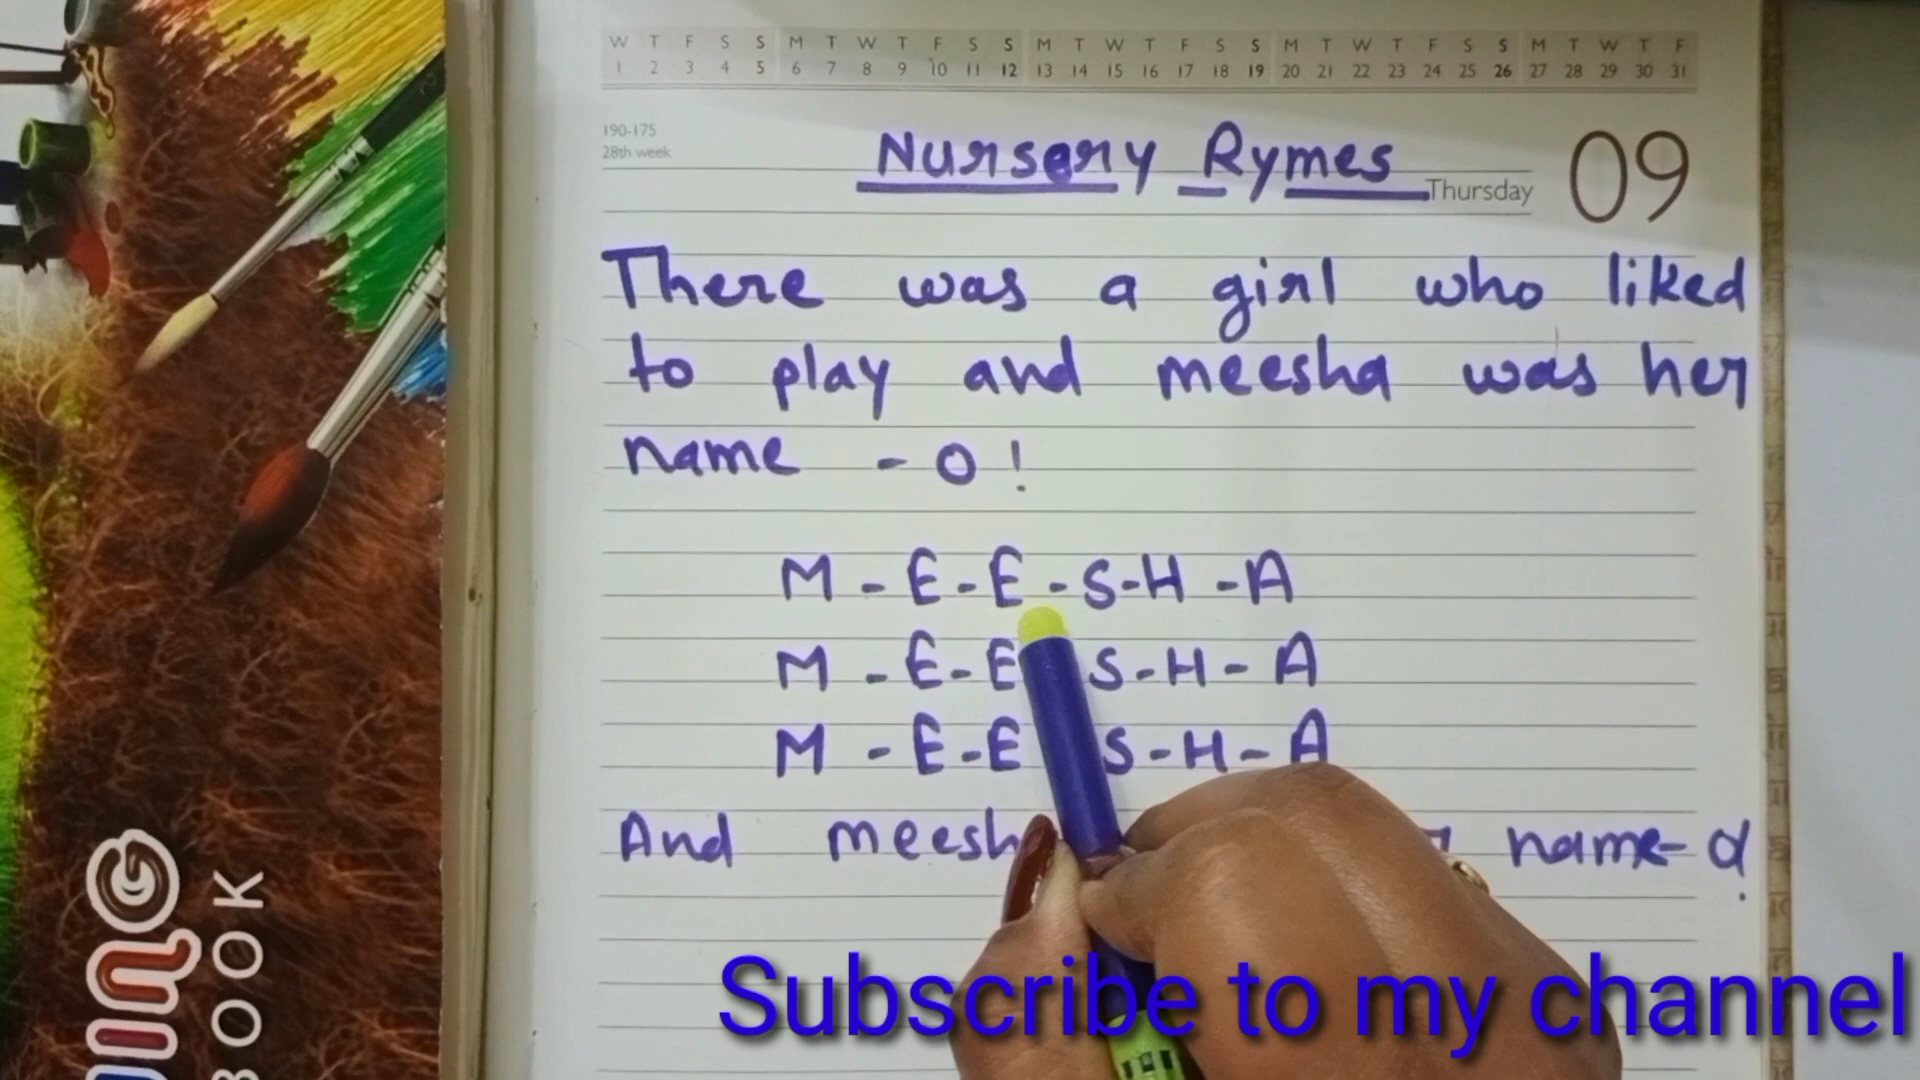 W T F S S M T W T F S S M T W T F S S M T W T F S S M T W T F
1 2 3 4 5 6 7 8 9 10 11 12 13 14 15 16 17 18 19 20 21 22 23 24 25 26 27 28 29 30 31
190-175
28th week
Nursery Rymes
Thursday
09
There was a girl who liked
to play and meesha was her
name - o !
M - E - E - S - H - A
M - E - E S - H - A
M - E - E S - H - A
And meesh name - o!
BOOK
Subscribe to my channel